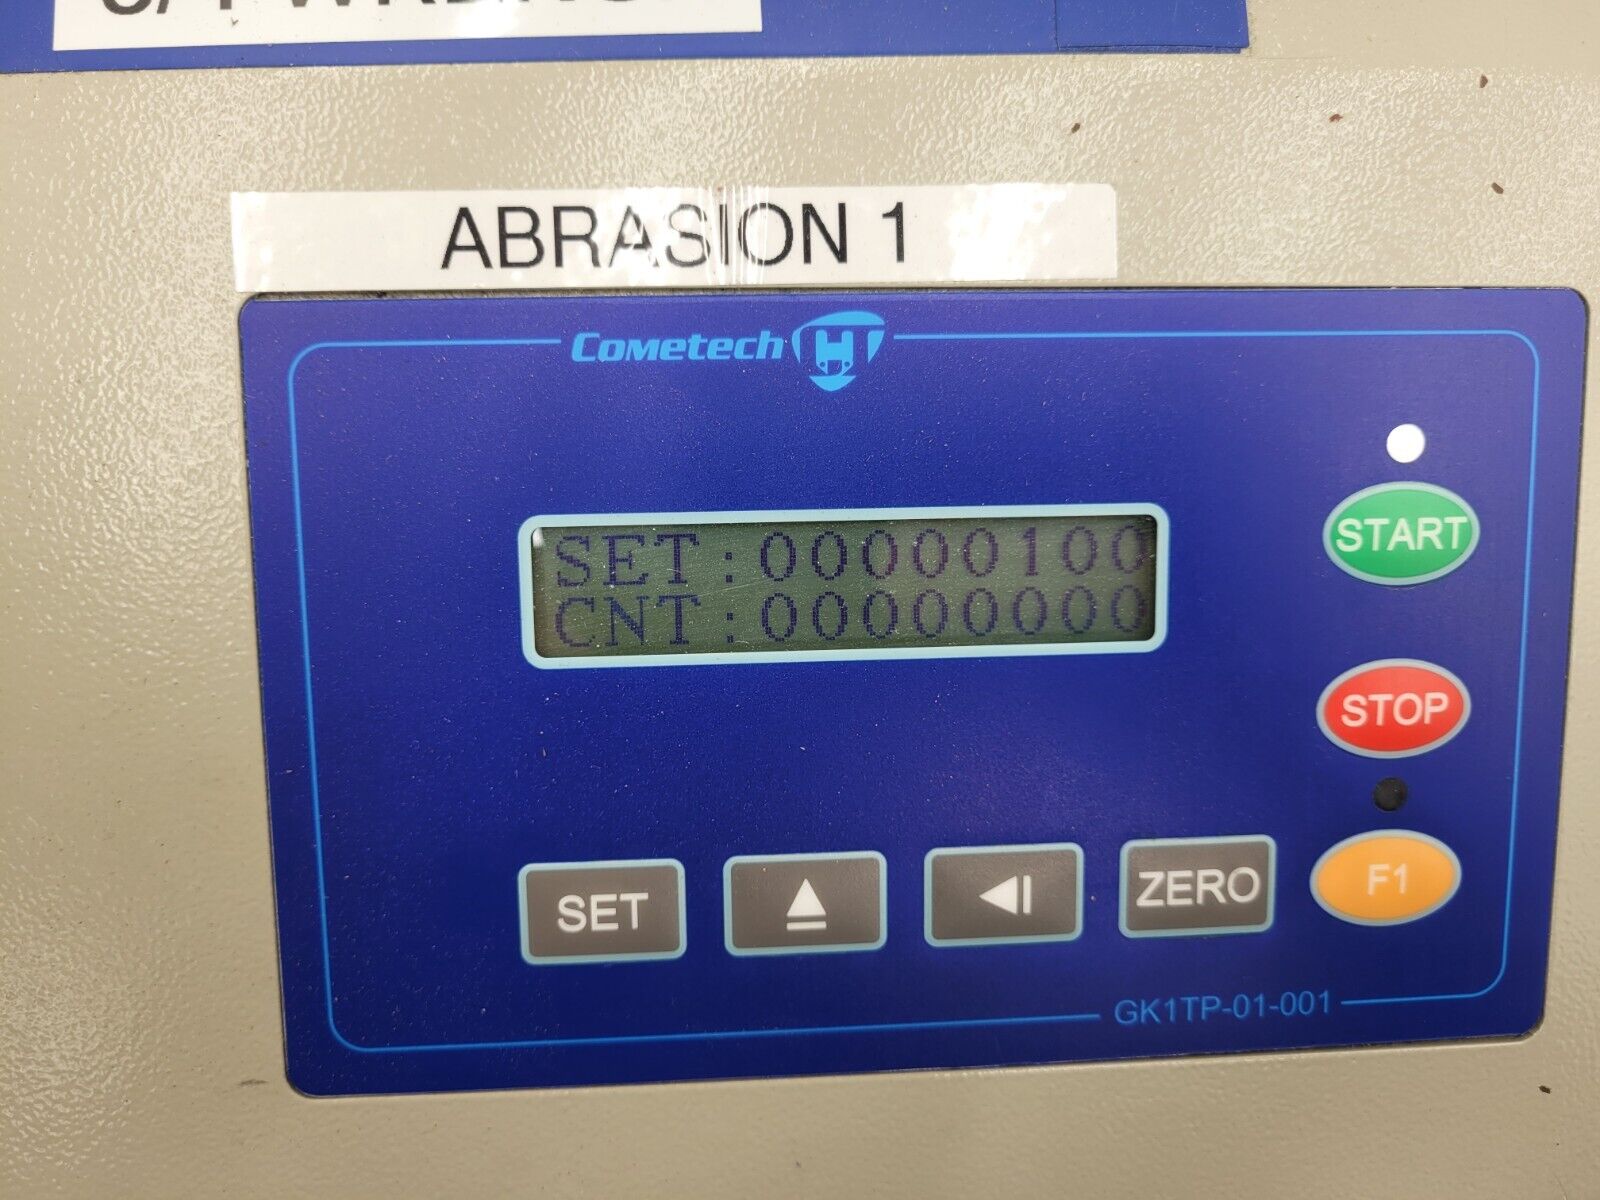 ABRASION 1
Cometech
SET:00000100
CNT:00000000
START
STOP
SET
ZERO
F1
GK1TP-01-001